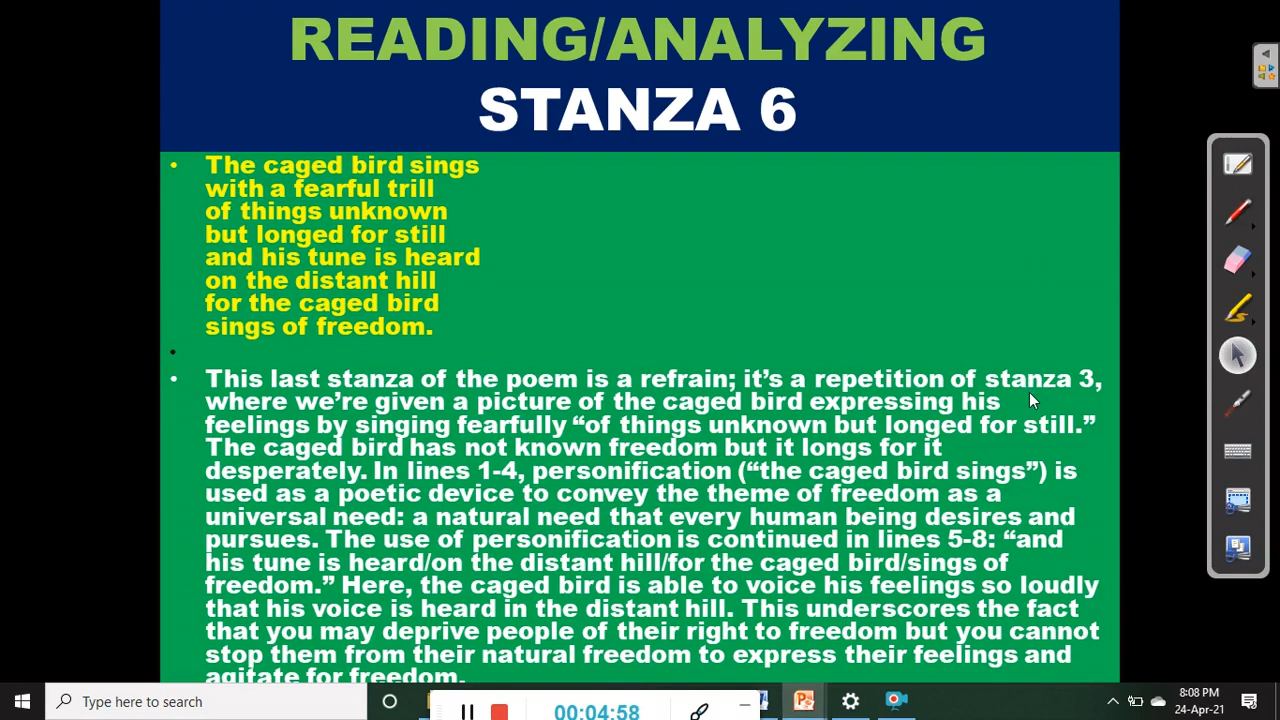 READING/ANALYZING
STANZA 6
• The caged bird sings
with a fearful trill
of things unknown
but longed for still
and his tune is heard
on the distant hill
for the caged bird
sings of freedom.
•
• This last stanza of the poem is a refrain; it’s a repetition of stanza 3,
where we’re given a picture of the caged bird expressing his
feelings by singing fearfully “of things unknown but longed for still.”
The caged bird has not known freedom but it longs for it
desperately. In lines 1-4, personification (“the caged bird sings”) is
used as a poetic device to convey the theme of freedom as a
universal need: a natural need that every human being desires and
pursues. The use of personification is continued in lines 5-8: “and
his tune is heard/on the distant hill/for the caged bird/sings of
freedom.” Here, the caged bird is able to voice his feelings so loudly
that his voice is heard in the distant hill. This underscores the fact
that you may deprive people of their right to freedom but you cannot
stop them from their natural freedom to express their feelings and
agitate for freedom.
Type here to search
00:04:58
8:08 PM
24-Apr-21